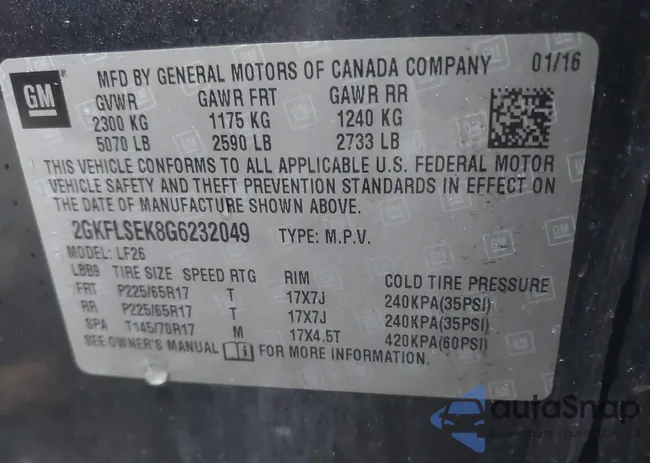 GM
MFD BY GENERAL MOTORS OF CANADA COMPANY 01/16
GVWR GAWR FRT GAWR RR
2300 KG 1175 KG 1240 KG
5070 LB 2590 LB 2733 LB
THIS VEHICLE CONFORMS TO ALL APPLICABLE U.S. FEDERAL MOTOR
VEHICLE SAFETY AND THEFT PREVENTION STANDARDS IN EFFECT ON
THE DATE OF MANUFACTURE SHOWN ABOVE.
2GKFLSEK8G6232049 TYPE: M.P.V.
MODEL: LF26
LBB9 TIRE SIZE SPEED RTG RIM COLD TIRE PRESSURE
FRT P225/65R17 T 17X7J 240KPA(35PSI)
RR P225/65R17 T 17X7J 240KPA(35PSI)
SPA T145/70R17 M 17X4.5T 420KPA(60PSI)
SEE OWNER'S MANUAL FOR MORE INFORMATION.
autoSnap